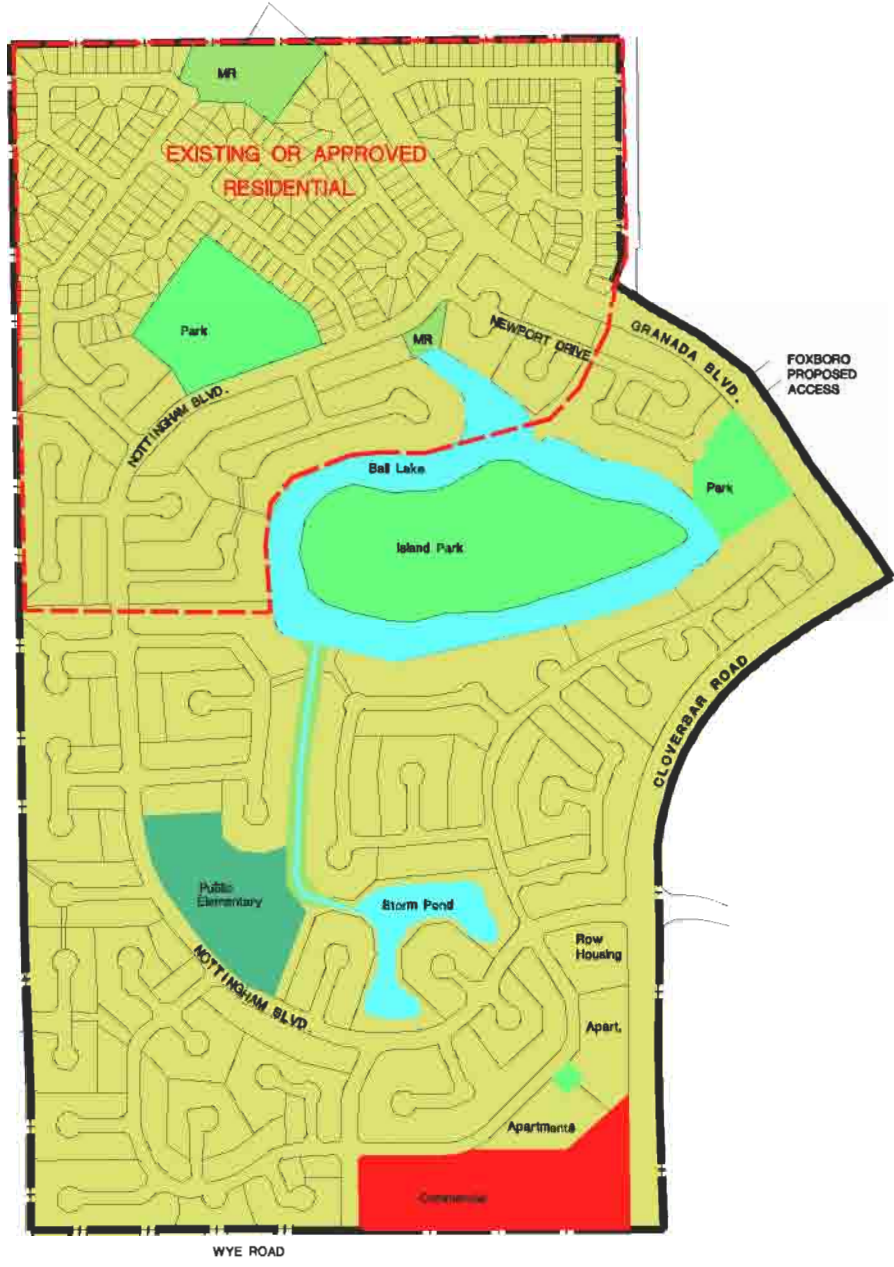 MR
EXISTING OR APPROVED
RESIDENTIAL
Park
MR
NEWPORT DRIVE
GRANADA BLVD.
FOXBORO
PROPOSED
ACCESS
NOTTINGHAM BLVD.
Ball Lake
Park
Island Park
CLOVERBAR ROAD
Public
Elementary
Storm Pond
Row
Housing
NOTTINGHAM BLVD.
Apart.
Apartments
Commercial
WYE ROAD